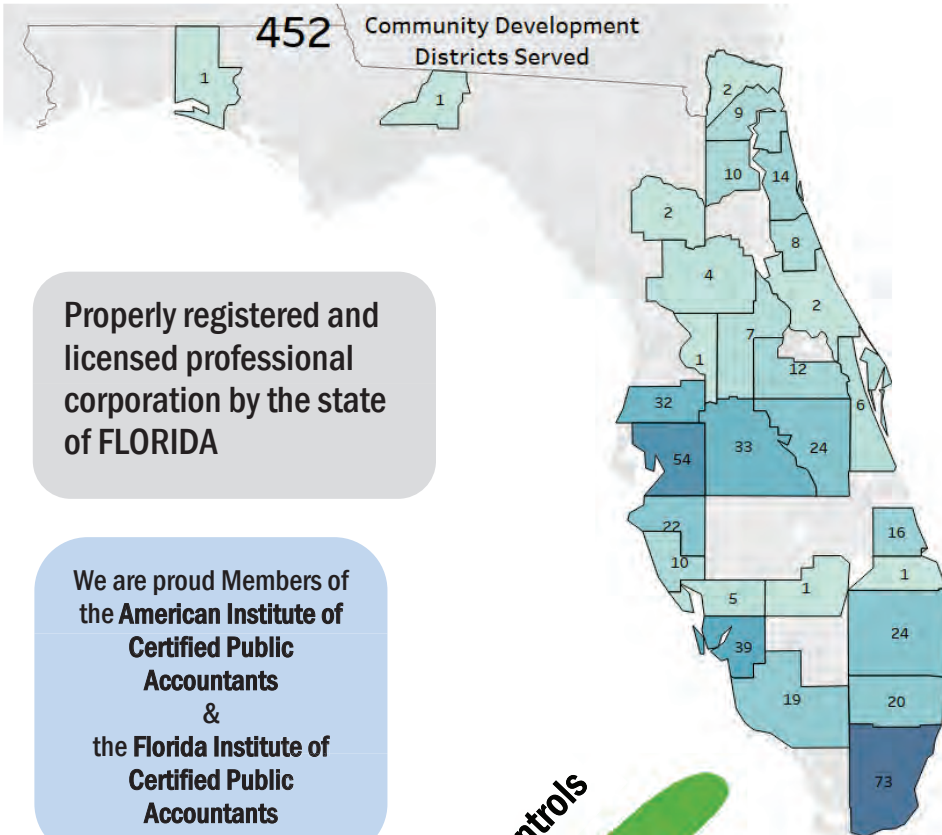 452 Community Development
Districts Served
1
1
2
9
10
14
2
8
4
2
7
1
12
32
6
33
24
54
22
16
10
1
5
1
24
39
19
20
73
Properly registered and
licensed professional
corporation by the state
of FLORIDA
We are proud Members of
the American Institute of
Certified Public
Accountants
&
the Florida Institute of
Certified Public
Accountants